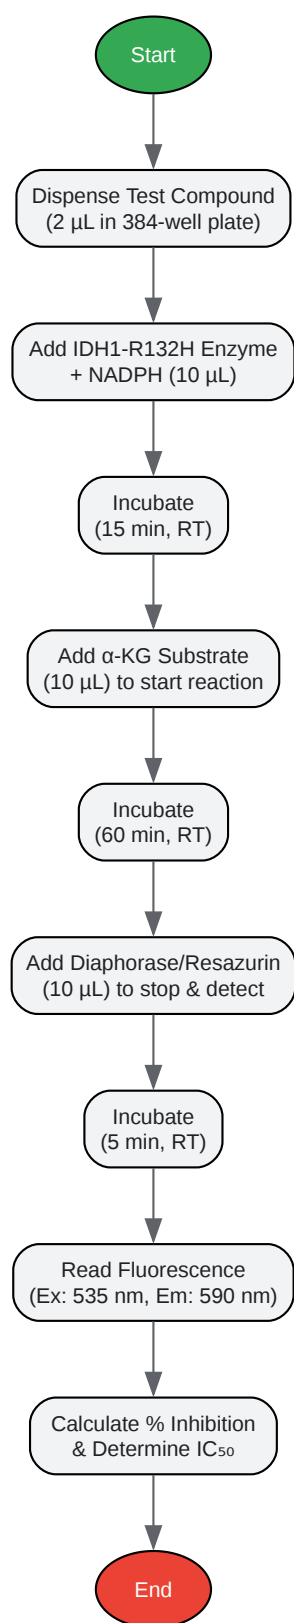 Start
Dispense Test Compound
(2 µL in 384-well plate)
Add IDH1-R132H Enzyme
+ NADPH (10 µL)
Incubate
(15 min, RT)
Add α-KG Substrate
(10 µL) to start reaction
Incubate
(60 min, RT)
Add Diaphorase/Resazurin
(10 µL) to stop & detect
Incubate
(5 min, RT)
Read Fluorescence
(Ex: 535 nm, Em: 590 nm)
Calculate % Inhibition
& Determine IC₅₀
End